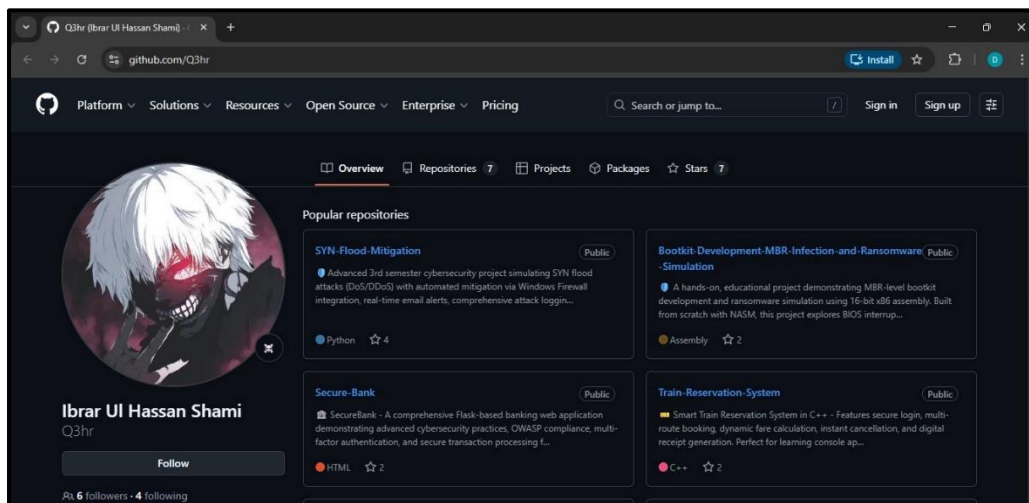 Q3hr (Ibrar Ul Hassan Shami) · (
github.com/Q3hr
Install
D
Platform Solutions Resources Open Source Enterprise Pricing
Search or jump to... /
Sign in Sign up
Overview Repositories 7 Projects Packages Stars 7
Popular repositories
SYN-Flood-Mitigation Public
Advanced 3rd semester cybersecurity project simulating SYN flood
attacks (DoS/DDoS) with automated mitigation via Windows Firewall
integration, real-time email alerts, comprehensive attack loggin...
Python 4
Bootkit-Development-MBR-Infection-and-Ransomware Public
-Simulation
A hands-on, educational project demonstrating MBR-level bootkit
development and ransomware simulation using 16-bit x86 assembly. Built
from scratch with NASM, this project explores BIOS interrup...
Assembly 2
Secure-Bank Public
SecureBank - A comprehensive Flask-based banking web application
demonstrating advanced cybersecurity practices, OWASP compliance, multi-
factor authentication, and secure transaction processing f...
HTML 2
Train-Reservation-System Public
Smart Train Reservation System in C++ - Features secure login, multi-
route booking, dynamic fare calculation, instant cancellation, and digital
receipt generation. Perfect for learning console ap...
C++ 2
Ibrar Ul Hassan Shami
Q3hr
Follow
6 followers · 4 following